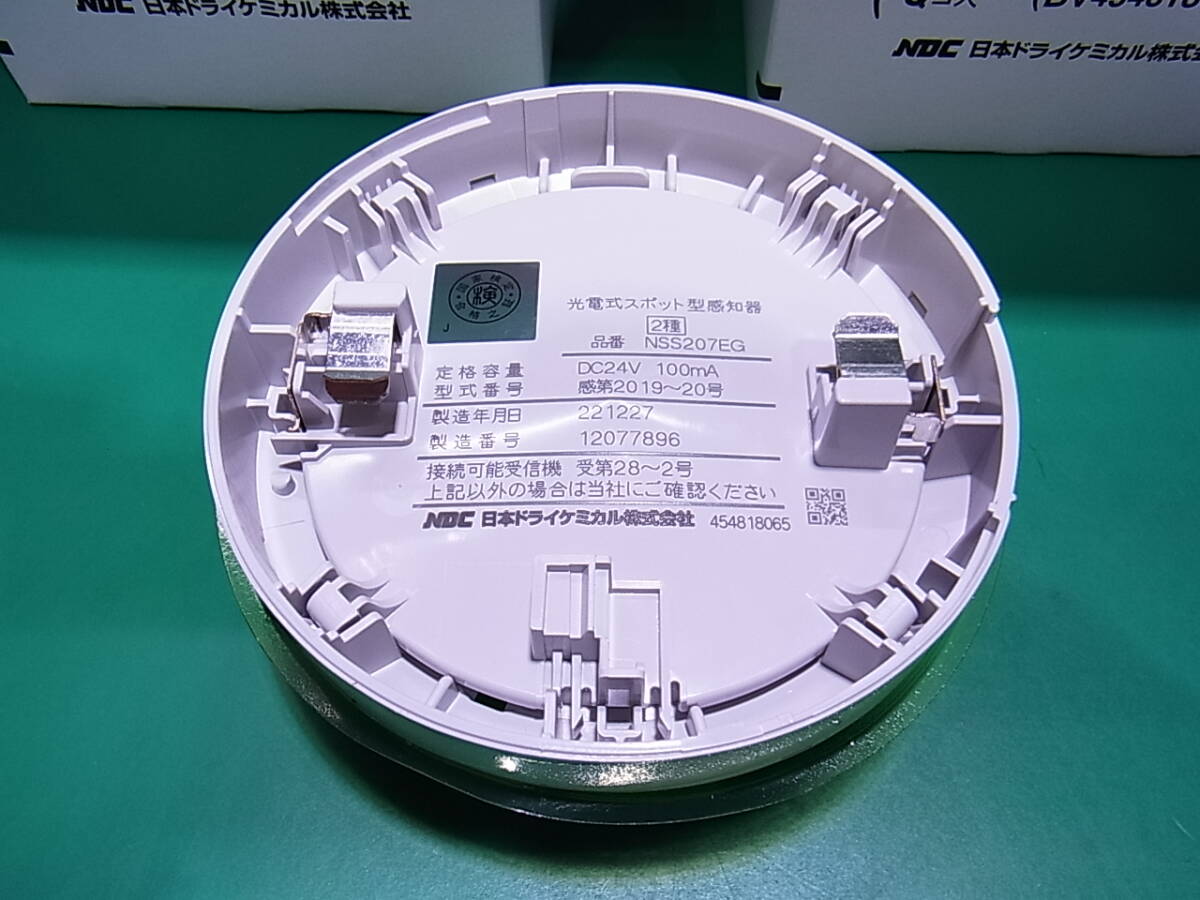 NDC 日本ドライケミカル株式会社
NDC 日本ドライケミカル株式会
検
J
光電式スポット型感知器
2種
品番 NSS207EG
定格容量 DC24V 100mA
型式番号 感第2019～20号
製造年月日 221227
製造番号 12077896
接続可能受信機 受第28～2号
上記以外の場合は当社にご確認ください
NDC 日本ドライケミカル株式会社 454818065